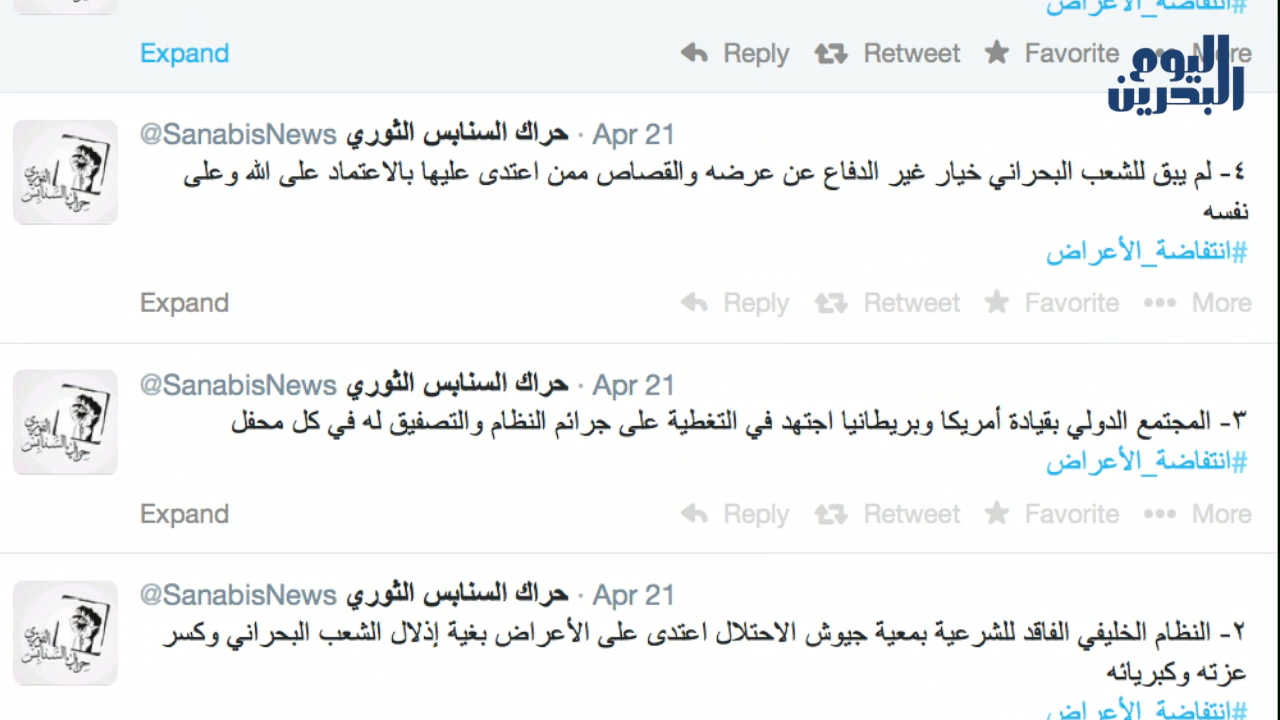 #انتفاضة_الأعراض
Expand Reply Retweet Favorite More
اليوم
البحرين
@SanabisNews حراك السنابس الثوري · Apr 21
٤- لم يبق للشعب البحراني خيار غير الدفاع عن عرضه والقصاص ممن اعتدى عليها بالاعتماد على الله وعلى
نفسه
#انتفاضة_الأعراض
Expand Reply Retweet Favorite More
@SanabisNews حراك السنابس الثوري · Apr 21
٣- المجتمع الدولي بقيادة أمريكا وبريطانيا اجتهد في التغطية على جرائم النظام والتصفيق له في كل محفل
#انتفاضة_الأعراض
Expand Reply Retweet Favorite More
@SanabisNews حراك السنابس الثوري · Apr 21
٢- النظام الخليفي الفاقد للشرعية بمعية جيوش الاحتلال اعتدى على الأعراض بغية إذلال الشعب البحراني وكسر
عزته وكبريائه
#انتفاضة_الأعراض